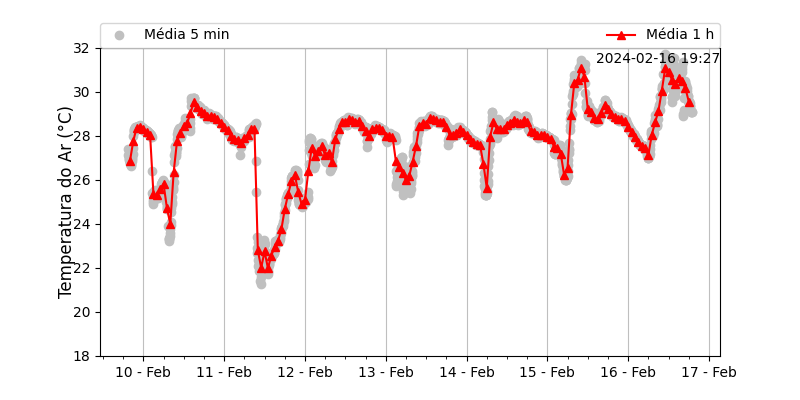 Média 5 min
Média 1 h
2024-02-16 19:27
Temperatura do Ar (°C)
32
30
28
26
24
22
20
18
10 - Feb
11 - Feb
12 - Feb
13 - Feb
14 - Feb
15 - Feb
16 - Feb
17 - Feb